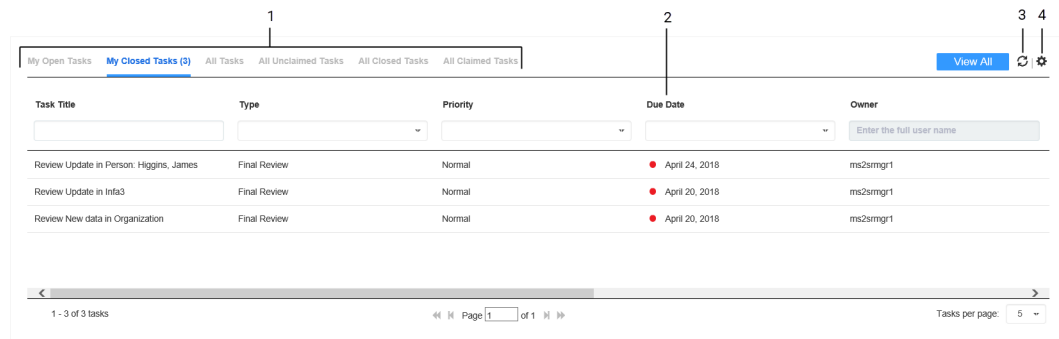 1 2 3 4
My Open Tasks My Closed Tasks (3) All Tasks All Unclaimed Tasks All Closed Tasks All Claimed Tasks View All
Task Title Type Priority Due Date Owner
Enter the full user name
Review Update in Person: Higgins, James Final Review Normal April 24, 2018 ms2srmgr1
Review Update in Infa3 Final Review Normal April 20, 2018 ms2srmgr1
Review New data in Organization Final Review Normal April 20, 2018 ms2srmgr1
1 - 3 of 3 tasks Page 1 of 1 Tasks per page: 5